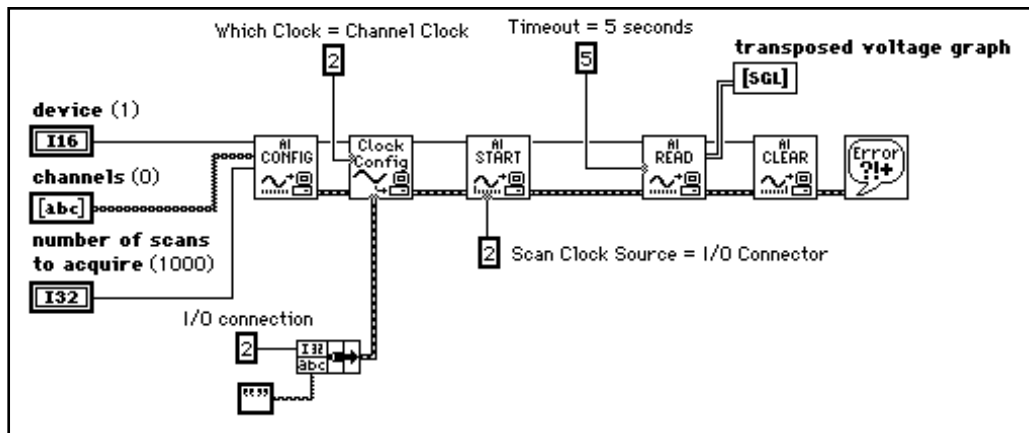 Which Clock = Channel Clock
2
Timeout = 5 seconds
5
transposed voltage graph
[SGL]
device (1)
I16
channels (0)
[abc]
number of scans
to acquire (1000)
I32
AI
CONFIG
Clock
Config
AI
START
AI
READ
AI
CLEAR
Error
?!+
2
Scan Clock Source = I/O Connector
I/O connection
2
I32
abc
""